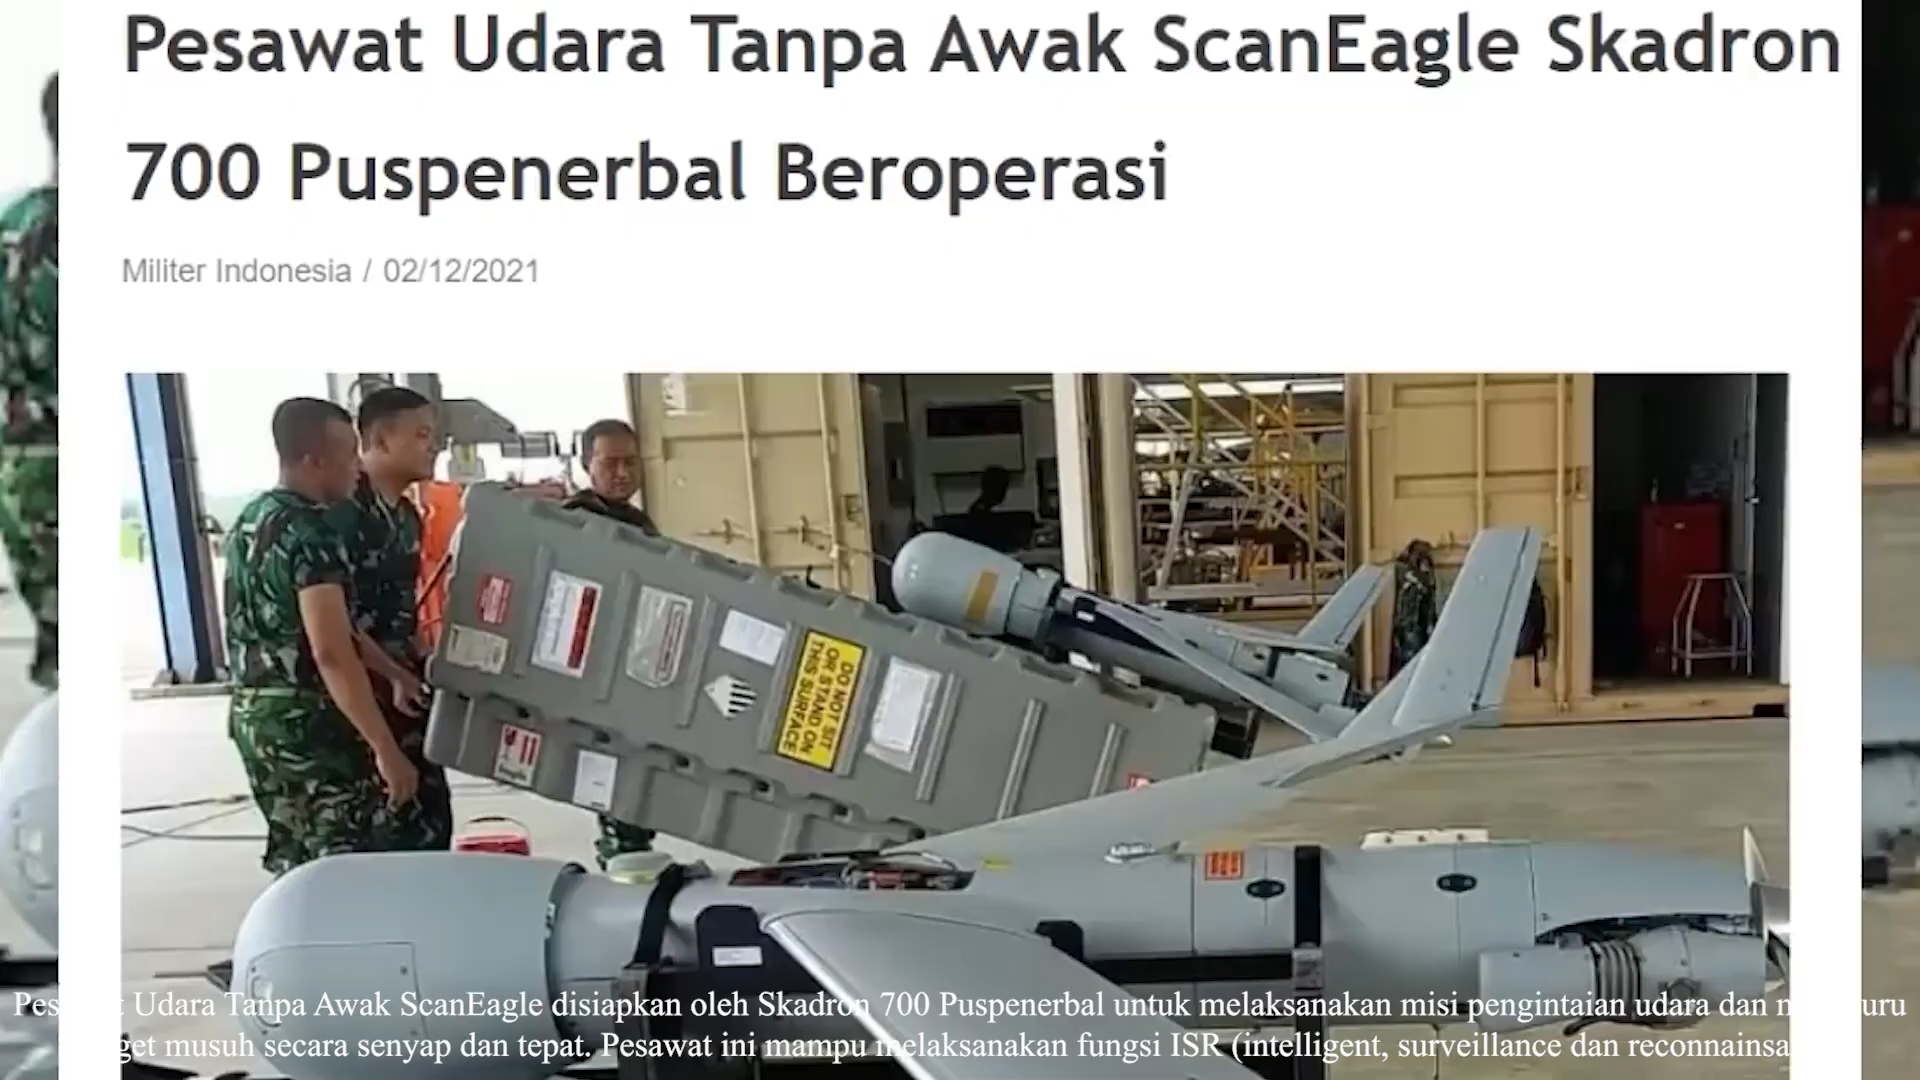 Pesawat Udara Tanpa Awak ScanEagle Skadron
700 Puspenerbal Beroperasi
Militer Indonesia / 02/12/2021
DO NOT SIT
OR STAND ON
THIS SURFACE
Udara Tanpa Awak ScanEagle disiapkan oleh Skadron 700 Puspenerbal untuk melaksanakan misi pengintaian udara dan
musuh secara senyap dan tepat. Pesawat ini mampu melaksanakan fungsi ISR (intelligent, surveillance dan